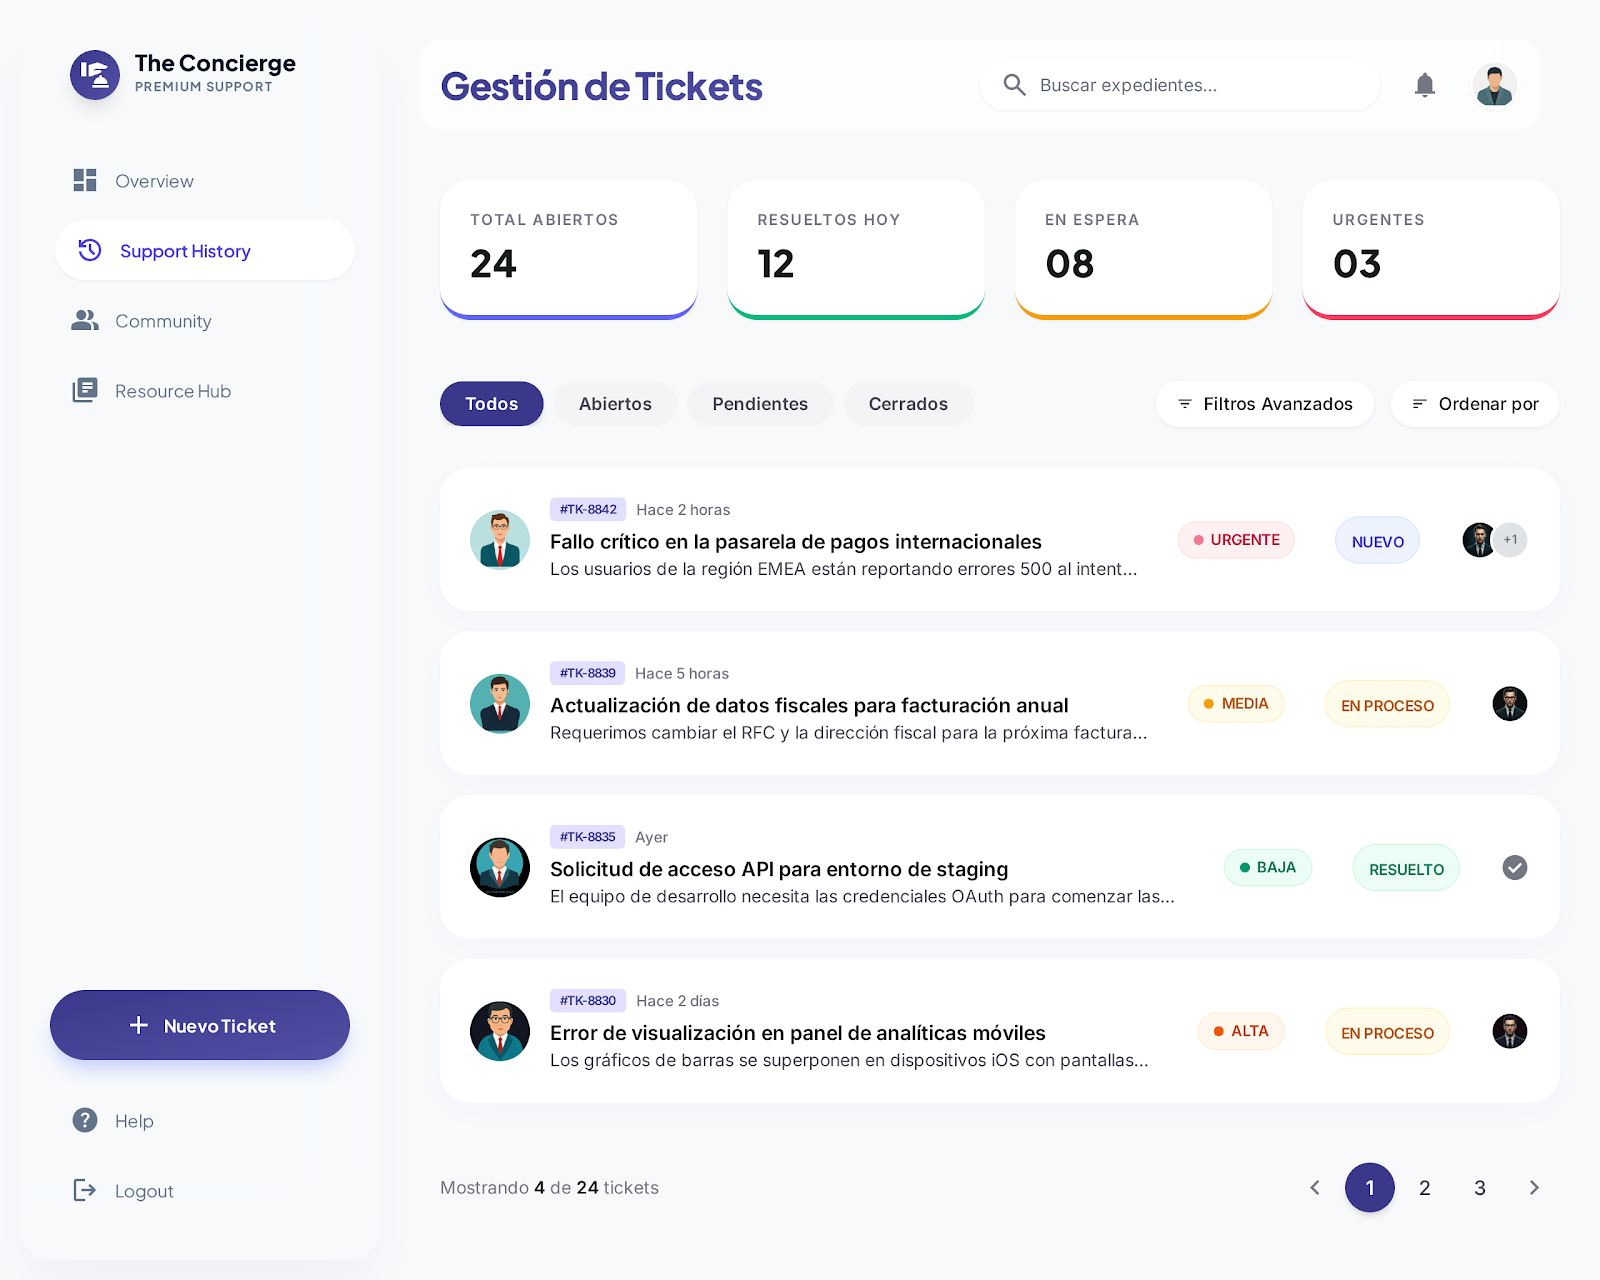 The Concierge
PREMIUM SUPPORT
Overview
Support History
Community
Resource Hub
Nuevo Ticket
Help
Logout
Gestión de Tickets
Buscar expedientes...
TOTAL ABIERTOS
24
RESUELTOS HOY
12
EN ESPERA
08
URGENTES
03
Todos
Abiertos
Pendientes
Cerrados
Filtros Avanzados
Ordenar por
#TK-8842 Hace 2 horas
Fallo crítico en la pasarela de pagos internacionales
Los usuarios de la región EMEA están reportando errores 500 al intent...
URGENTE
NUEVO
+1
#TK-8839 Hace 5 horas
Actualización de datos fiscales para facturación anual
Requerimos cambiar el RFC y la dirección fiscal para la próxima factura...
MEDIA
EN PROCESO
#TK-8835 Ayer
Solicitud de acceso API para entorno de staging
El equipo de desarrollo necesita las credenciales OAuth para comenzar las...
BAJA
RESUELTO
#TK-8830 Hace 2 días
Error de visualización en panel de analíticas móviles
Los gráficos de barras se superponen en dispositivos iOS con pantallas...
ALTA
EN PROCESO
Mostrando 4 de 24 tickets
1 2 3